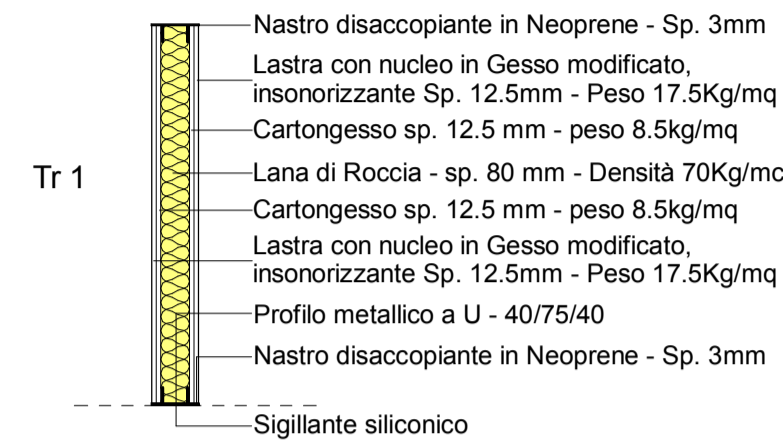 Nastro disaccopiante in Neoprene - Sp. 3mm
Lastra con nucleo in Gesso modificato,
insonorizzante Sp. 12.5mm - Peso 17.5Kg/mq
Cartongesso sp. 12.5 mm - peso 8.5kg/mq
Tr 1
Lana di Roccia - sp. 80 mm - Densità 70Kg/mc
Cartongesso sp. 12.5 mm - peso 8.5kg/mq
Lastra con nucleo in Gesso modificato,
insonorizzante Sp. 12.5mm - Peso 17.5Kg/mq
Profilo metallico a U - 40/75/40
Nastro disaccopiante in Neoprene - Sp. 3mm
Sigillante siliconico